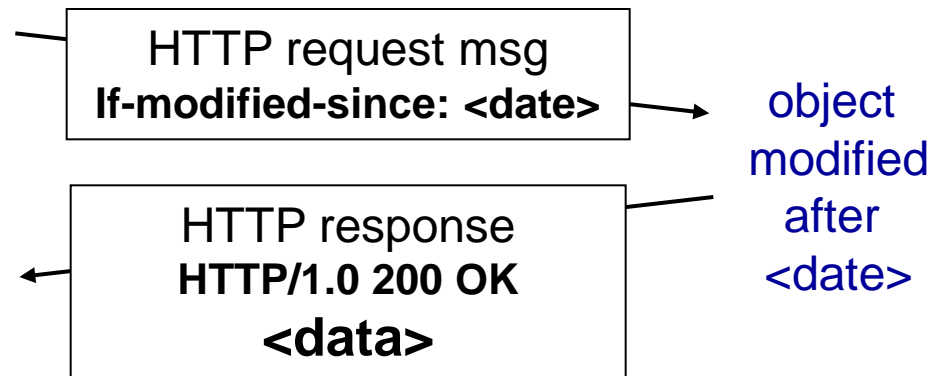 HTTP request msg
If-modified-since: <date>
object
modified
after
<date>
HTTP response
HTTP/1.0 200 OK
<data>